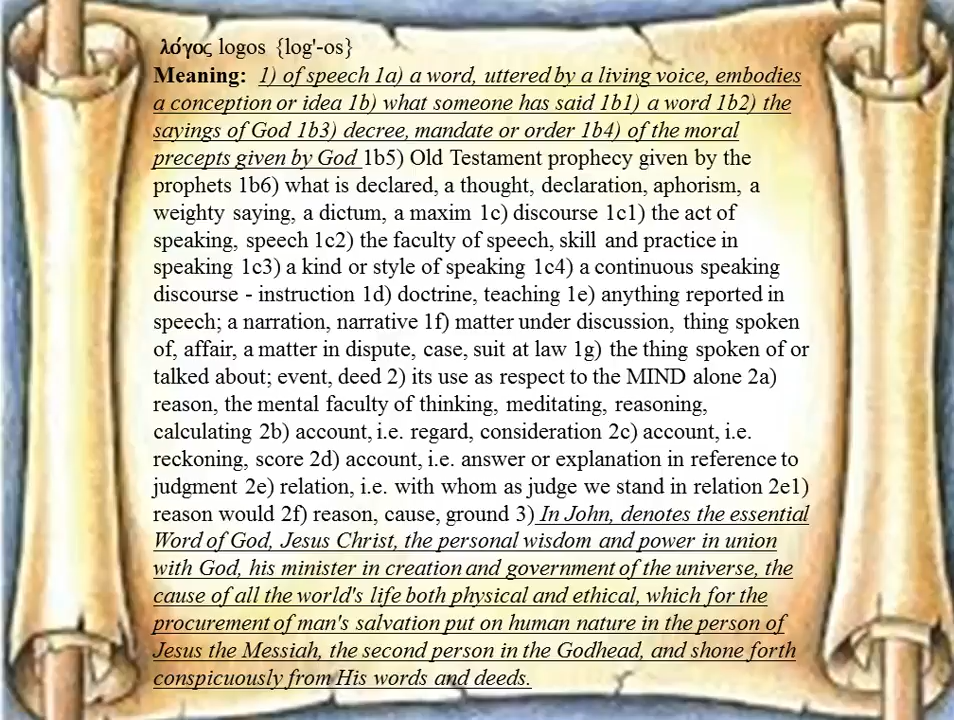 λόγος logos {log'-os}
Meaning: 1) of speech 1a) a word, uttered by a living voice, embodies
a conception or idea 1b) what someone has said 1b1) a word 1b2) the
sayings of God 1b3) decree, mandate or order 1b4) of the moral
precepts given by God 1b5) Old Testament prophecy given by the
prophets 1b6) what is declared, a thought, declaration, aphorism, a
weighty saying, a dictum, a maxim 1c) discourse 1c1) the act of
speaking, speech 1c2) the faculty of speech, skill and practice in
speaking 1c3) a kind or style of speaking 1c4) a continuous speaking
discourse - instruction 1d) doctrine, teaching 1e) anything reported in
speech; a narration, narrative 1f) matter under discussion, thing spoken
of, affair, a matter in dispute, case, suit at law 1g) the thing spoken of or
talked about; event, deed 2) its use as respect to the MIND alone 2a)
reason, the mental faculty of thinking, meditating, reasoning,
calculating 2b) account, i.e. regard, consideration 2c) account, i.e.
reckoning, score 2d) account, i.e. answer or explanation in reference to
judgment 2e) relation, i.e. with whom as judge we stand in relation 2e1)
reason would 2f) reason, cause, ground 3) In John, denotes the essential
Word of God, Jesus Christ, the personal wisdom and power in union
with God, his minister in creation and government of the universe, the
cause of all the world's life both physical and ethical, which for the
procurement of man's salvation put on human nature in the person of
Jesus the Messiah, the second person in the Godhead, and shone forth
conspicuously from His words and deeds.